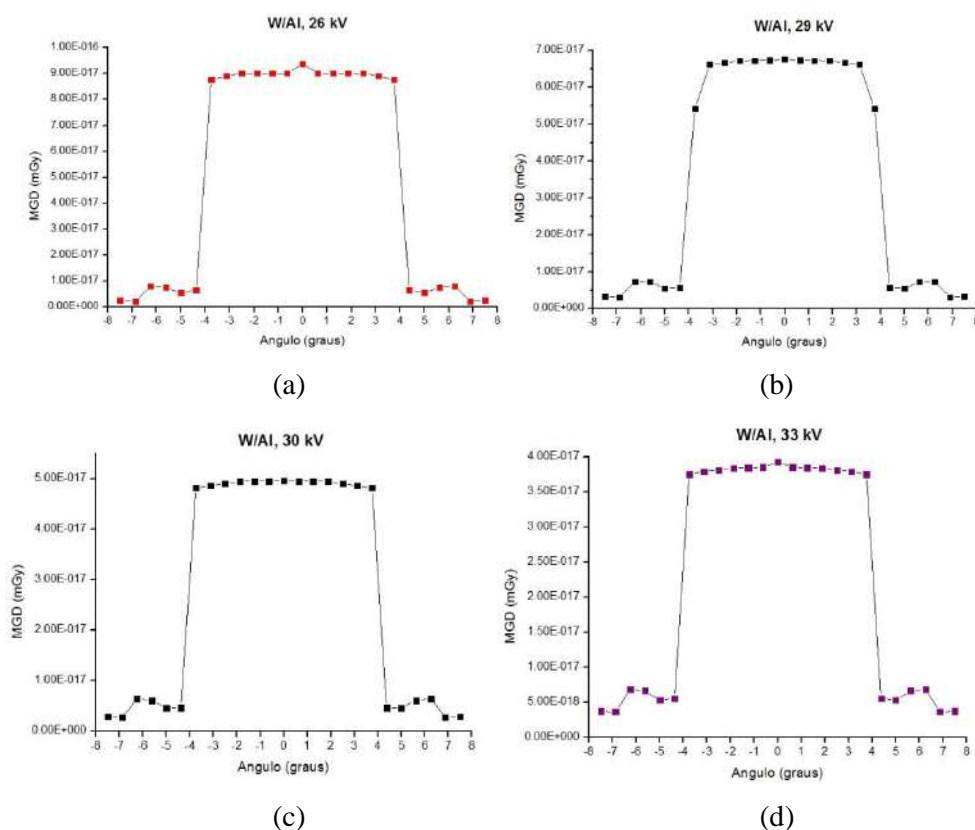 W/Al, 26 kV
1.00E-016
9.00E-017
8.00E-017
7.00E-017
6.00E-017
5.00E-017
4.00E-017
3.00E-017
2.00E-017
1.00E-017
0.00E+000
MGD (mGy)
-8 -7 -6 -5 -4 -3 -2 -1 0 1 2 3 4 5 6 7 8
Angulo (graus)
(a)
W/Al, 29 kV
7.00E-017
6.00E-017
5.00E-017
4.00E-017
3.00E-017
2.00E-017
1.00E-017
0.00E+000
MGD (mGy)
-8 -7 -6 -5 -4 -3 -2 -1 0 1 2 3 4 5 6 7 8
Angulo (graus)
(b)
W/Al, 30 kV
5.00E-017
4.00E-017
3.00E-017
2.00E-017
1.00E-017
0.00E+000
MGD (mGy)
-8 -7 -6 -5 -4 -3 -2 -1 0 1 2 3 4 5 6 7 8
Angulo (graus)
(c)
W/Al, 33 kV
4.00E-017
3.50E-017
3.00E-017
2.50E-017
2.00E-017
1.50E-017
1.00E-017
5.00E-018
0.00E+000
MGD (mGy)
-8 -7 -6 -5 -4 -3 -2 -1 0 1 2 3 4 5 6 7 8
Angulo (graus)
(d)